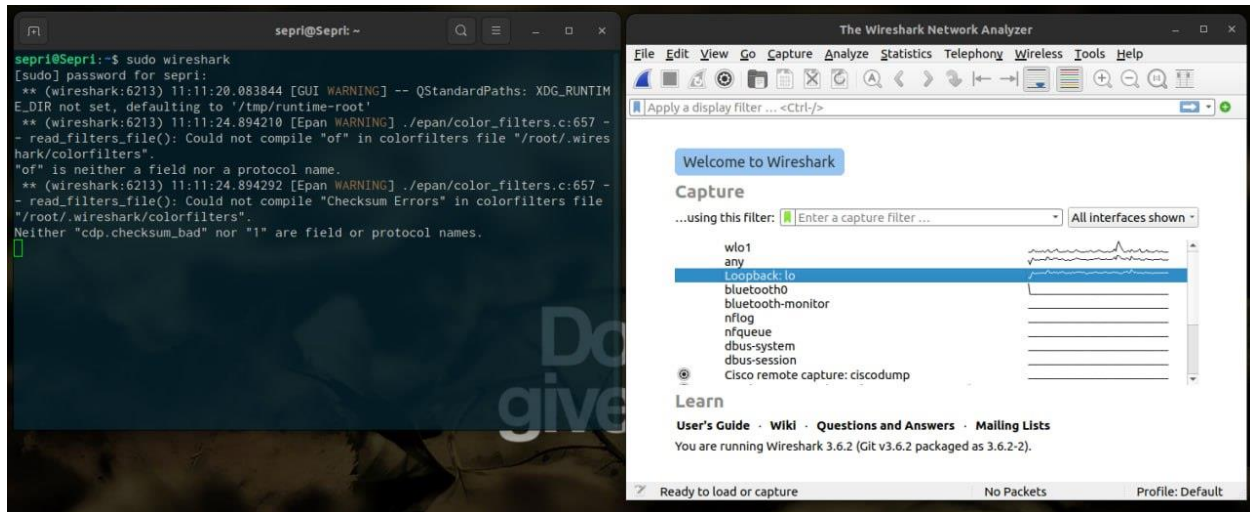 sepri@Sepri: ~
sepri@Sepri:~$ sudo wireshark
[sudo] password for sepri:
** (wireshark:6213) 11:11:20.083844 [GUI WARNING] -- QStandardPaths: XDG_RUNTIM
E_DIR not set, defaulting to '/tmp/runtime-root'
** (wireshark:6213) 11:11:24.894210 [Epan WARNING] ./epan/color_filters.c:657 -
- read_filters_file(): Could not compile "of" in colorfilters file "/root/.wires
hark/colorfilters".
"of" is neither a field nor a protocol name.
** (wireshark:6213) 11:11:24.894292 [Epan WARNING] ./epan/color_filters.c:657 -
- read_filters_file(): Could not compile "Checksum Errors" in colorfilters file
"/root/.wireshark/colorfilters".
Neither "cdp.checksum_bad" nor "1" are field or protocol names.
Do
give
The Wireshark Network Analyzer
File Edit View Go Capture Analyze Statistics Telephony Wireless Tools Help
Apply a display filter ... <Ctrl-/>
Welcome to Wireshark
Capture
...using this filter: Enter a capture filter ... All interfaces shown
wlo1
any
Loopback: lo
bluetooth0
bluetooth-monitor
nflog
nfqueue
dbus-system
dbus-session
Cisco remote capture: ciscodump
Learn
User's Guide · Wiki · Questions and Answers · Mailing Lists
You are running Wireshark 3.6.2 (Git v3.6.2 packaged as 3.6.2-2).
Ready to load or capture No Packets Profile: Default